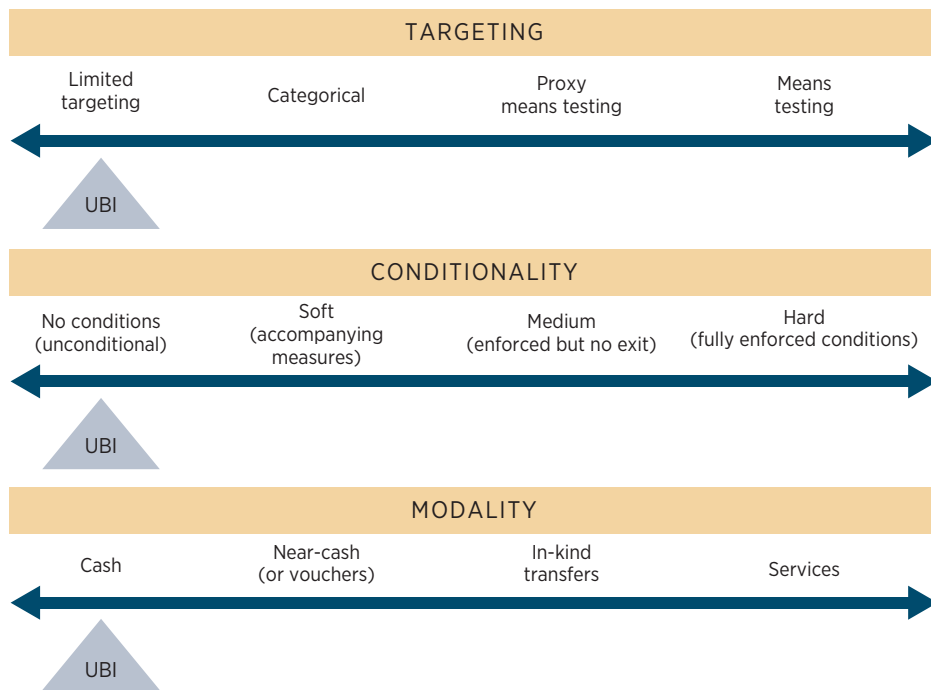 TARGETING
Limited
targeting
Categorical
Proxy
means testing
Means
testing
UBI
CONDITIONALITY
No conditions
(unconditional)
Soft
(accompanying
measures)
Medium
(enforced but no exit)
Hard
(fully enforced conditions)
UBI
MODALITY
Cash
Near-cash
(or vouchers)
In-kind
transfers
Services
UBI